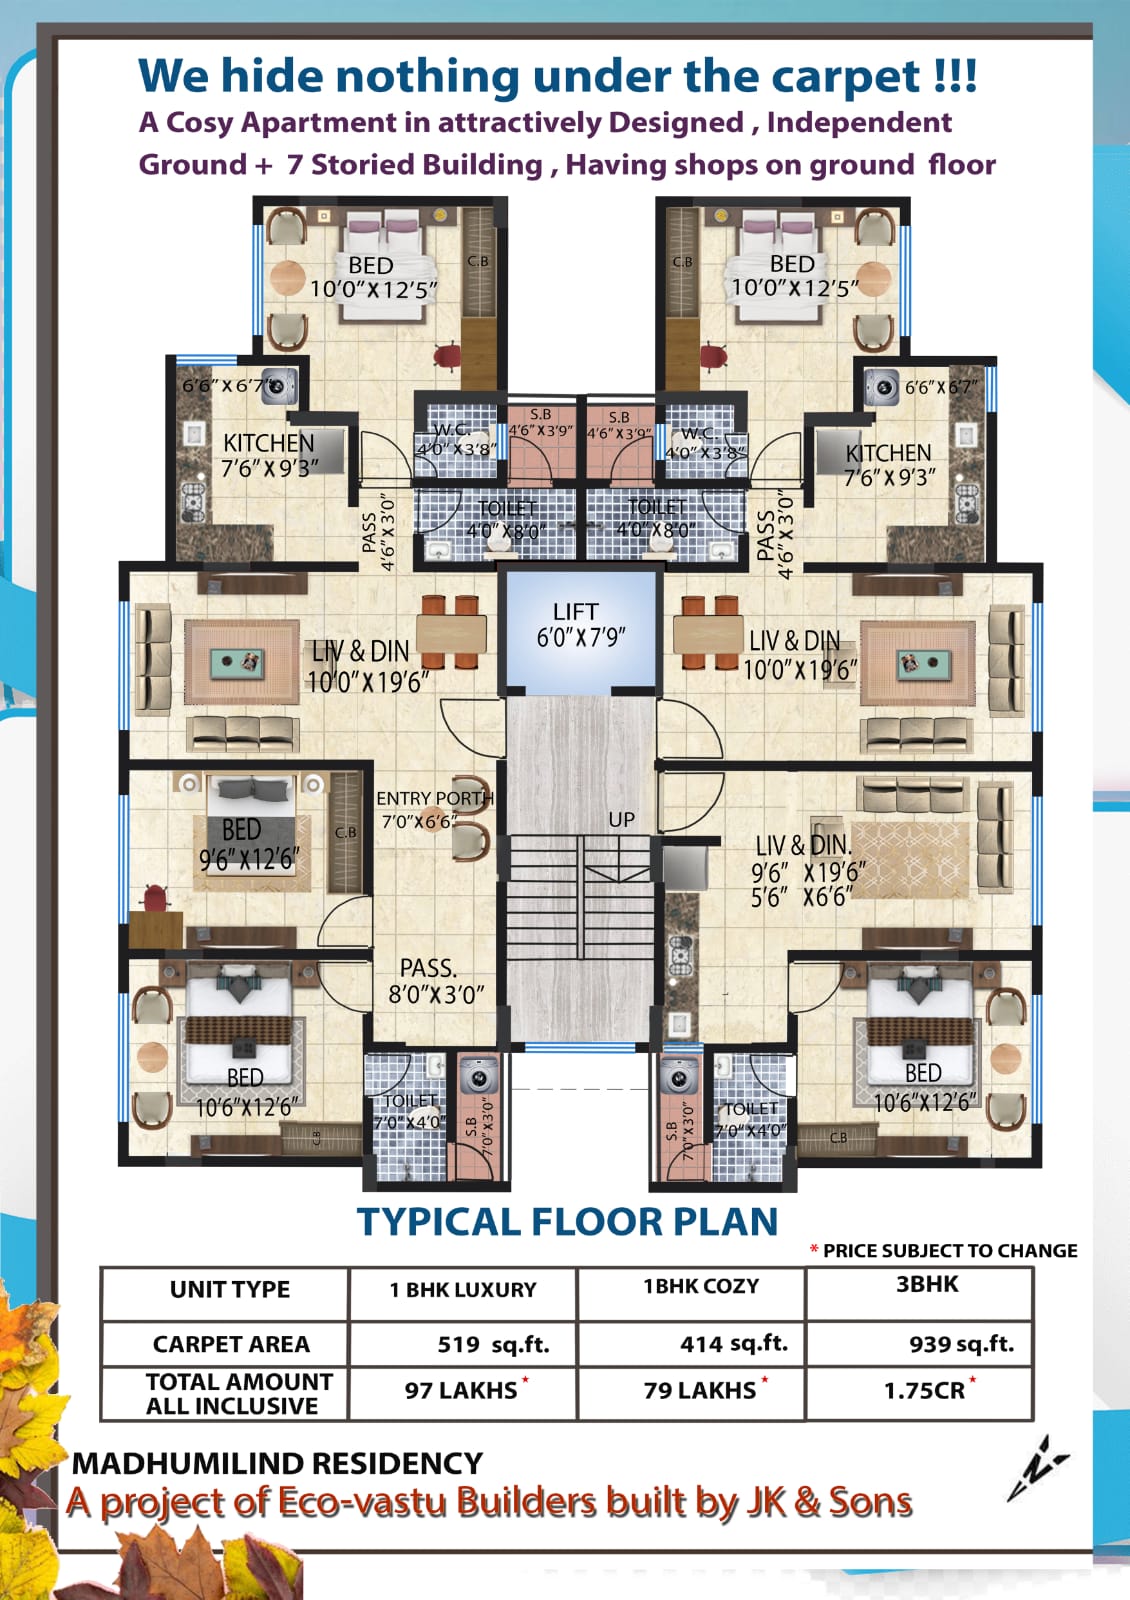 We hide nothing under the carpet !!!
A Cosy Apartment in attractively Designed , Independent
Ground + 7 Storied Building , Having shops on ground floor
BED
10'0"X12'5"
C.B
BED
10'0"X12'5"
C.B
6'6"X6'7"
KITCHEN
7'6"X9'3"
W.C.
4'0"X3'8"
S.B
4'6"X3'9"
S.B
4'6"X3'9"
W.C.
4'0"X3'8"
6'6"X6'7"
KITCHEN
7'6"X9'3"
PASS
4'6"X3'0"
TOILET
4'0"X8'0"
TOILET
4'0"X8'0"
PASS
4'6"X3'0"
LIV & DIN
10'0"X19'6"
LIFT
6'0"X7'9"
LIV & DIN
10'0"X19'6"
BED
9'6"X12'6"
C.B
ENTRY PORTH
7'0"X6'6"
UP
LIV & DIN.
9'6" X19'6"
5'6" X6'6"
PASS.
8'0"X3'0"
BED
10'6"X12'6"
C.B
TOILET
7'0"X4'0"
S.B
7'0"X3'0"
S.B
7'0"X3'0"
TOILET
7'0"X4'0"
BED
10'6"X12'6"
C.B
TYPICAL FLOOR PLAN
* PRICE SUBJECT TO CHANGE
UNIT TYPE 1 BHK LUXURY 1BHK COZY 3BHK
CARPET AREA 519 sq.ft. 414 sq.ft. 939 sq.ft.
TOTAL AMOUNT
ALL INCLUSIVE 97 LAKHS* 79 LAKHS* 1.75CR*
MADHUMILIND RESIDENCY
A project of Eco-vastu Builders built by JK & Sons
N